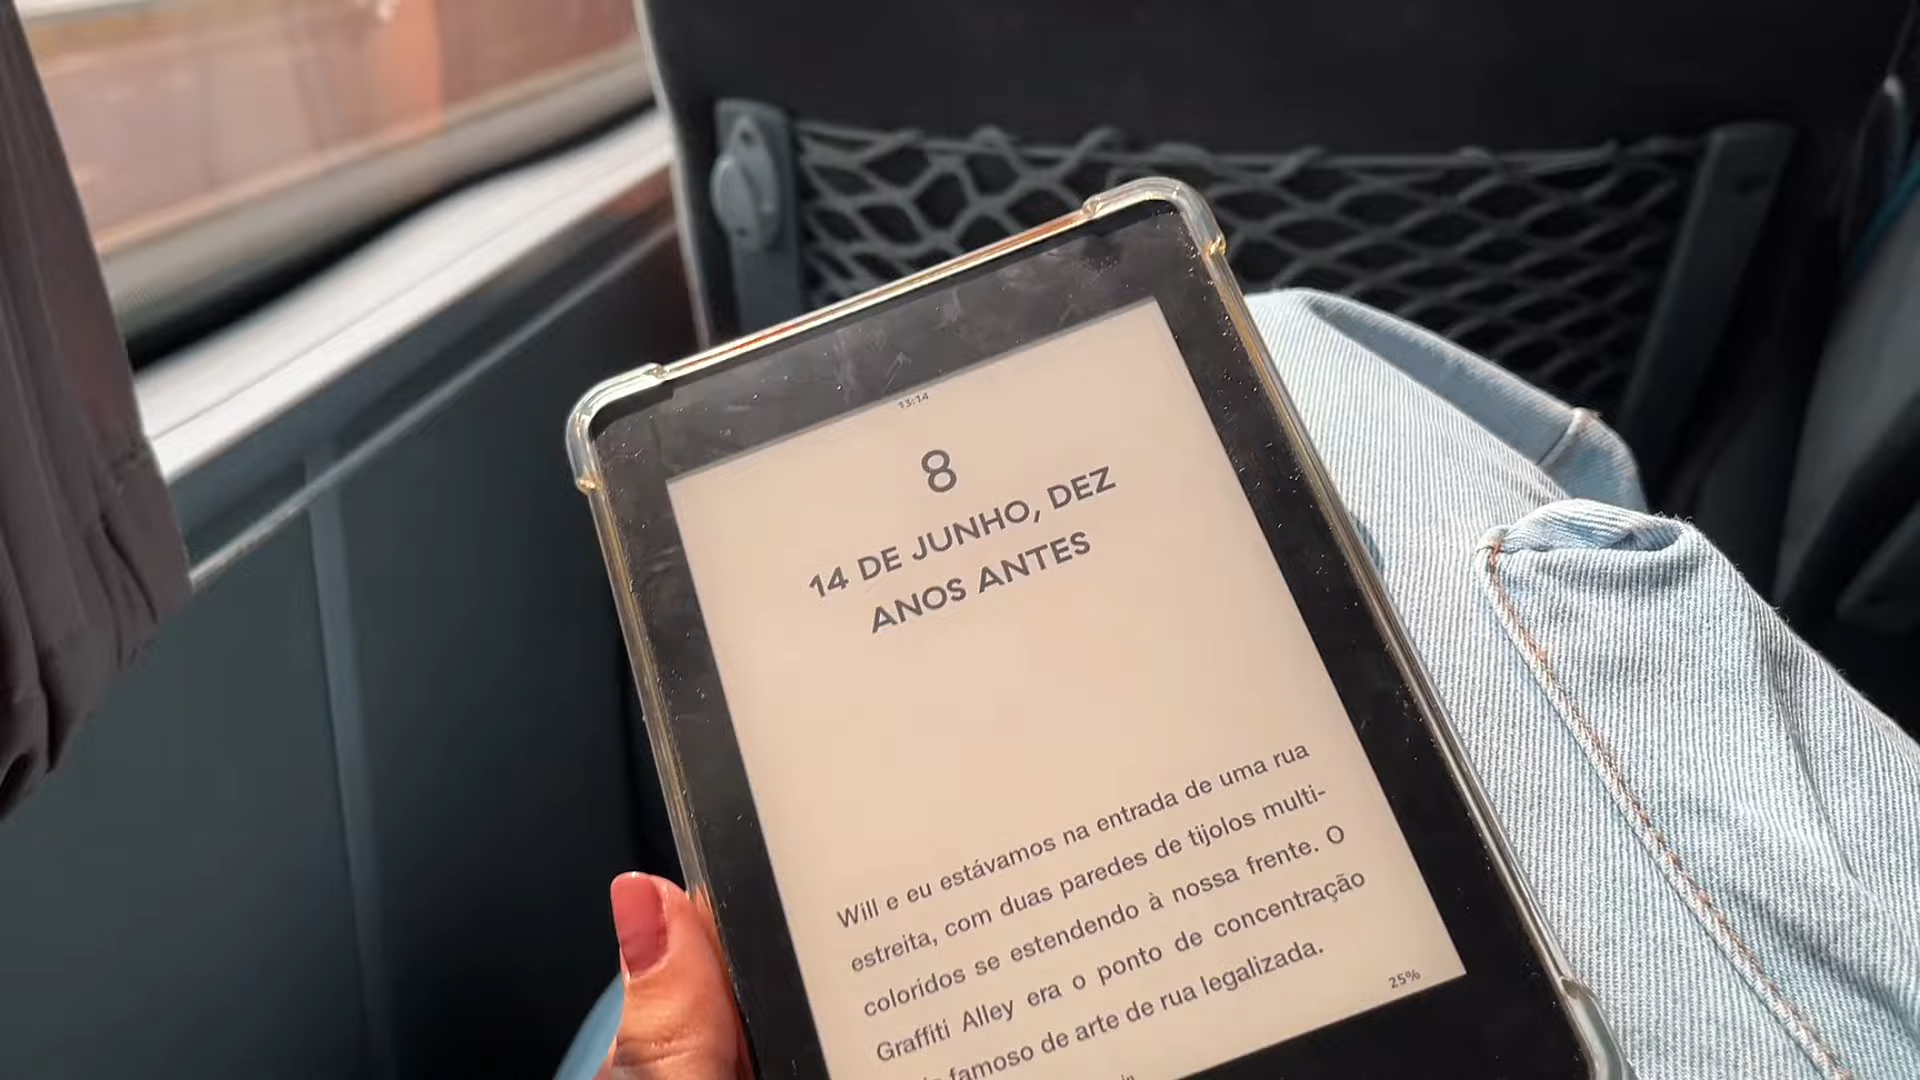 13:14
8
14 DE JUNHO, DEZ
ANOS ANTES
Will e eu estávamos na entrada de uma rua
estreita, com duas paredes de tijolos multi-
coloridos se estendendo à nossa frente. O
Graffiti Alley era o ponto de concentração
famoso de arte de rua legalizada.
25%